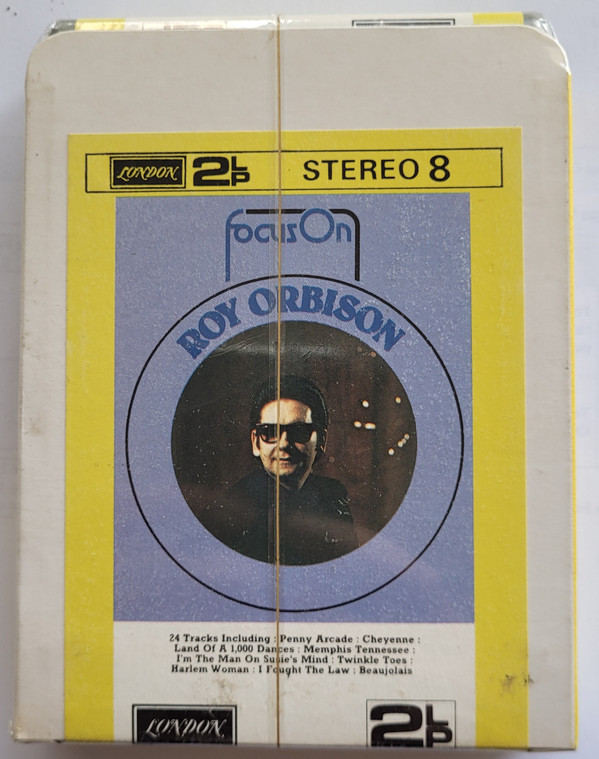 LONDON 2LP STEREO 8
focusOn
ROY ORBISON
24 Tracks Including : Penny Arcade : Cheyenne :
Land Of A 1,000 Dances : Memphis Tennessee :
I'm The Man On Susie's Mind : Twinkle Toes :
Harlem Woman : I Fought The Law : Beaujolais
LONDON 2LP